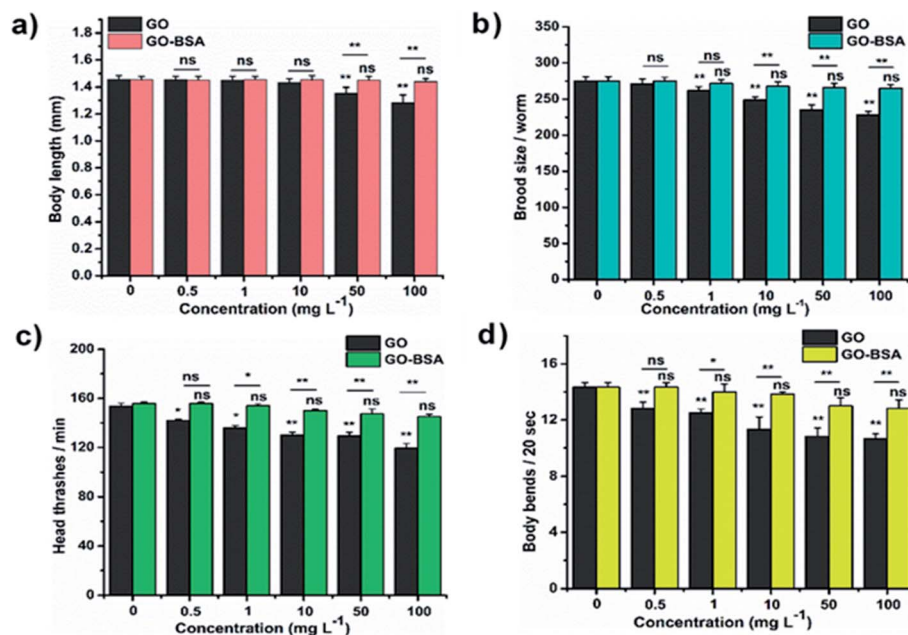 a)
GO
GO-BSA
ns ns ns ** **
** ns ** ns
Body length (mm)
1.8
1.6
1.4
1.2
1.0
0.8
0.6
0.4
0.2
0.0
0 0.5 1 10 50 100
Concentration (mg L⁻¹)
b)
GO
GO-BSA
ns ns ** ** **
** ns ** ns ** ns ** ns
Brood size / worm
350
300
250
200
150
100
50
0
0 0.5 1 10 50 100
Concentration (mg L⁻¹)
c)
GO
GO-BSA
ns * ** ** **
* ns * ns ** ns ** ns ** ns
Head thrashes / min
200
160
120
80
40
0
0 0.5 1 10 50 100
Concentration (mg L⁻¹)
d)
GO
GO-BSA
ns * ** ** **
** ns ** ns ** ns ** ns ** ns
Body bends / 20 sec
16
14
12
8
4
0
0 0.5 1 10 50 100
Concentration (mg L⁻¹)